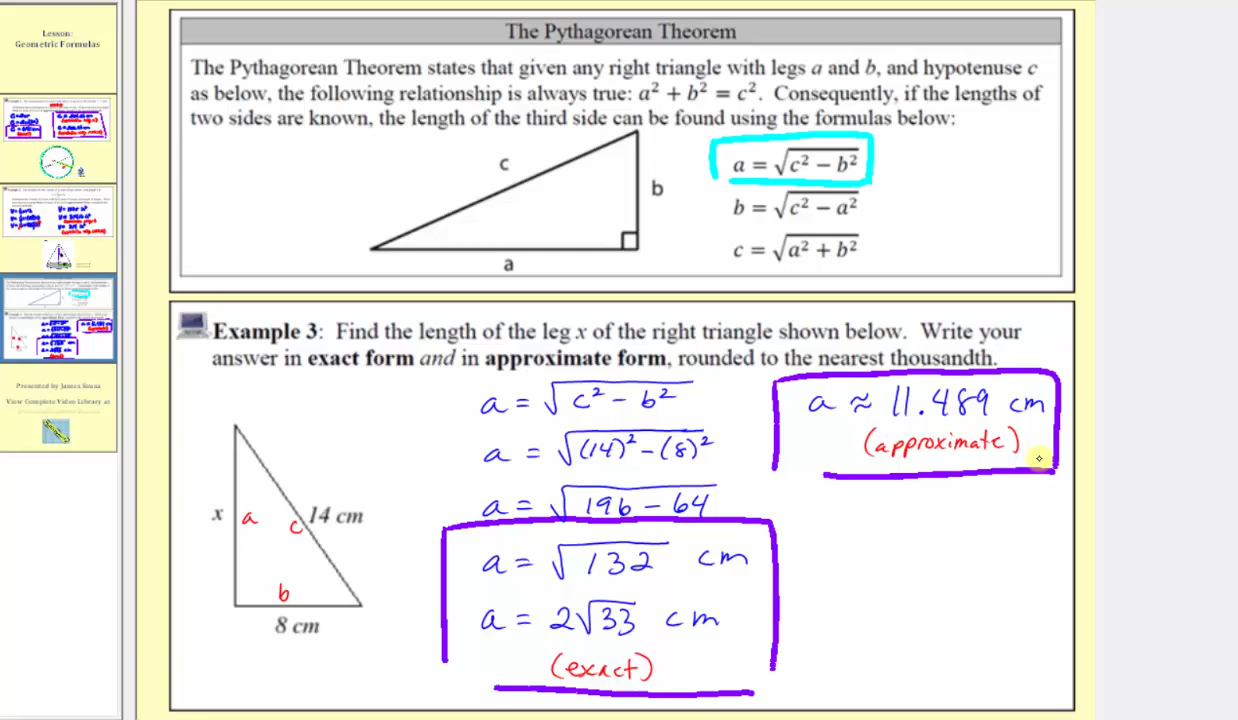 Lesson:
Geometric Formulas
Presented by James Sousa
View Complete Video Library at
The Pythagorean Theorem
The Pythagorean Theorem states that given any right triangle with legs a and b, and hypotenuse c
as below, the following relationship is always true: a² + b² = c². Consequently, if the lengths of
two sides are known, the length of the third side can be found using the formulas below:
c
b
a
a = √(c² − b²)
b = √(c² − a²)
c = √(a² + b²)
Example 3: Find the length of the leg x of the right triangle shown below. Write your
answer in exact form and in approximate form, rounded to the nearest thousandth.
x
a
c
14 cm
b
8 cm
a = √(c² − b²)
a = √((14)² − (8)²)
a = √(196 − 64)
a = √132 cm
a = 2√33 cm
(exact)
a ≈ 11.489 cm
(approximate)